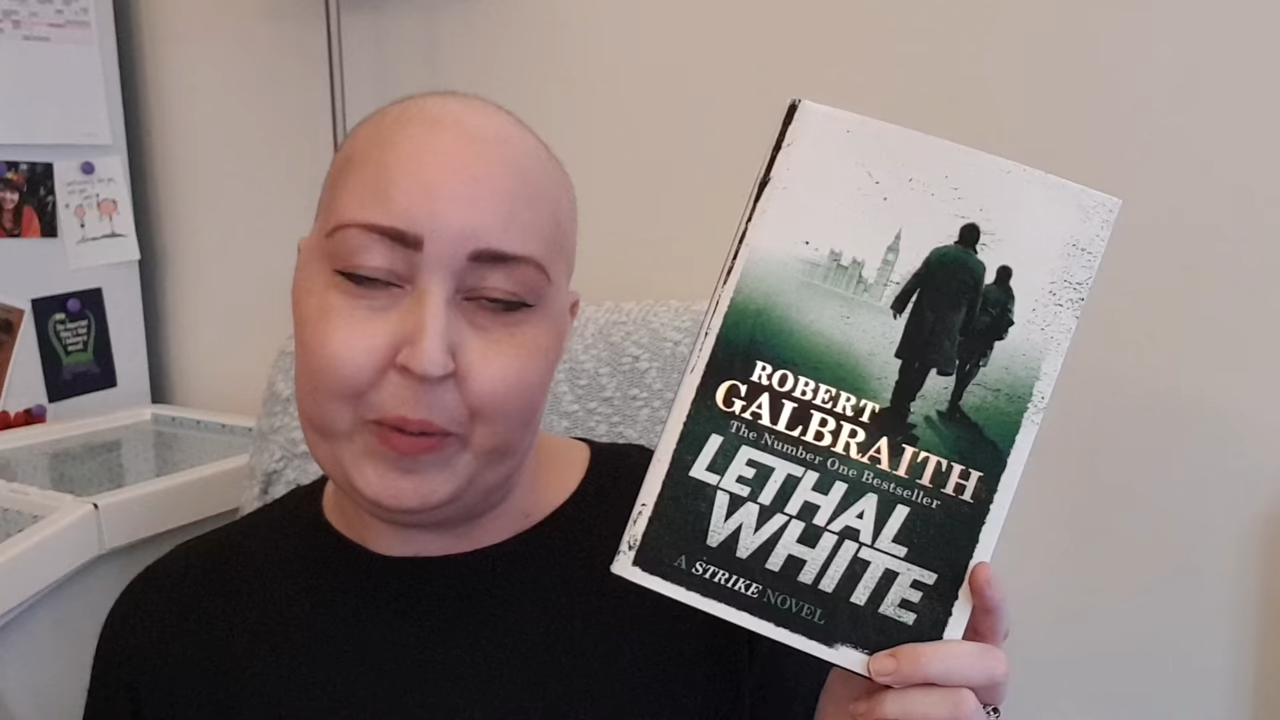 ROBERT
GALBRAITH
The Number One Bestseller
LETHAL
WHITE
A STRIKE NOVEL